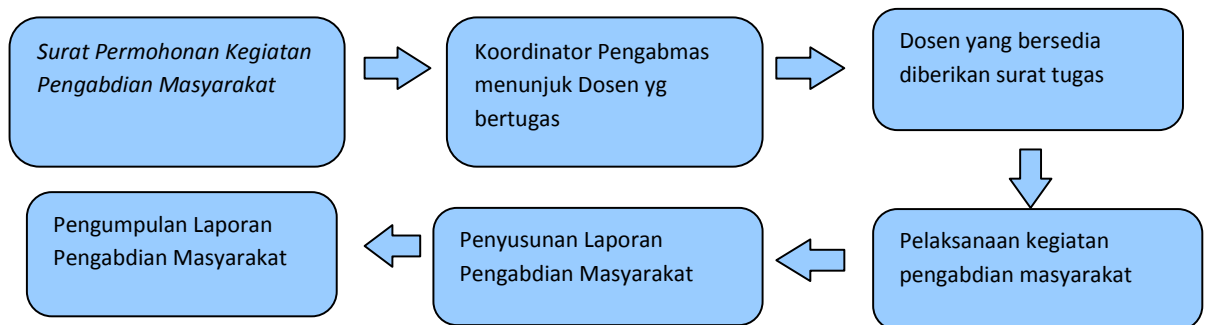 Surat Permohonan Kegiatan
Pengabdian Masyarakat
Koordinator Pengabmas
menunjuk Dosen yg
bertugas
Dosen yang bersedia
diberikan surat tugas
Pelaksanaan kegiatan
pengabdian masyarakat
Penyusunan Laporan
Pengabdian Masyarakat
Pengumpulan Laporan
Pengabdian Masyarakat